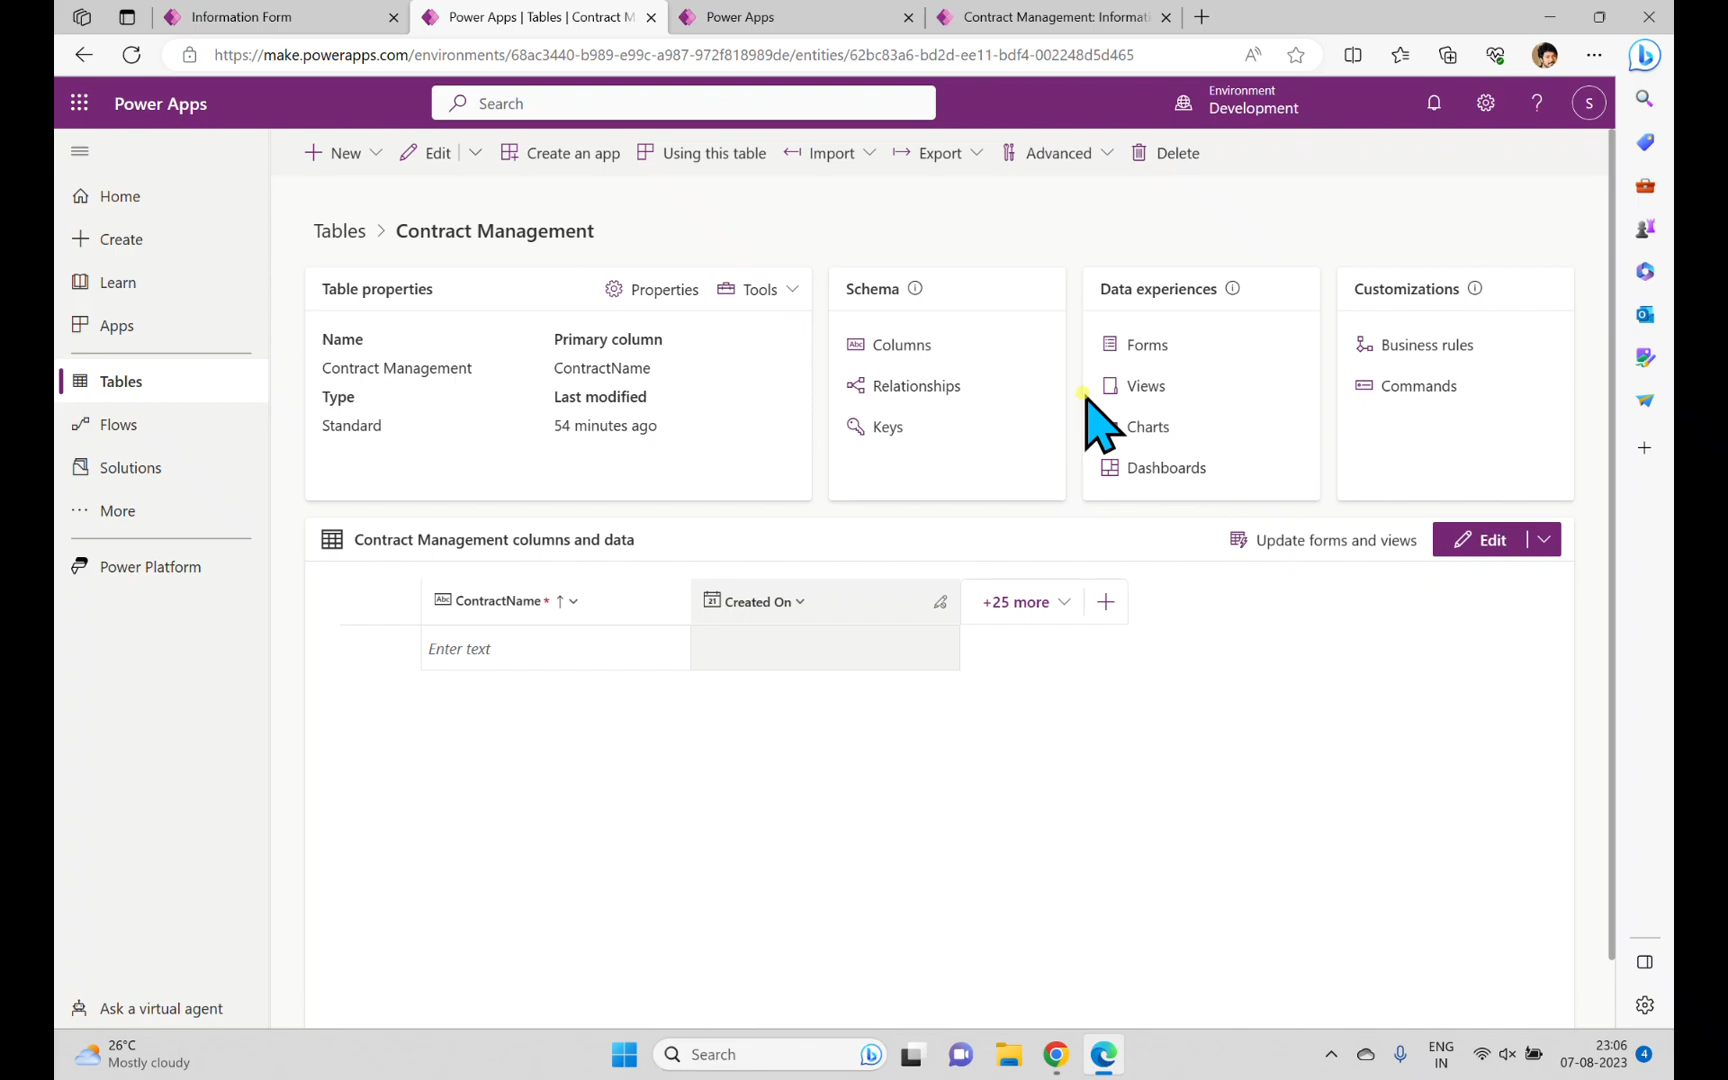 Information Form
Power Apps | Tables | Contract M
Power Apps
Contract Management: Informati
https://make.powerapps.com/environments/68ac3440-b989-e99c-a987-972f818989de/entities/62bc83a6-bd2d-ee11-bdf4-002248d5d465
Power Apps
Search
Environment
Development
S
New
Edit
Create an app
Using this table
Import
Export
Advanced
Delete
Home
Create
Learn
Apps
Tables
Flows
Solutions
More
Power Platform
Ask a virtual agent
Tables > Contract Management
Table properties
Properties
Tools
Name
Primary column
Contract Management
ContractName
Type
Last modified
Standard
54 minutes ago
Schema
Columns
Relationships
Keys
Data experiences
Forms
Views
Charts
Dashboards
Customizations
Business rules
Commands
Contract Management columns and data
Update forms and views
Edit
Abc ContractName *
21 Created On
+25 more
Enter text
26°C
Mostly cloudy
Search
ENG
IN
23:06
07-08-2023
4